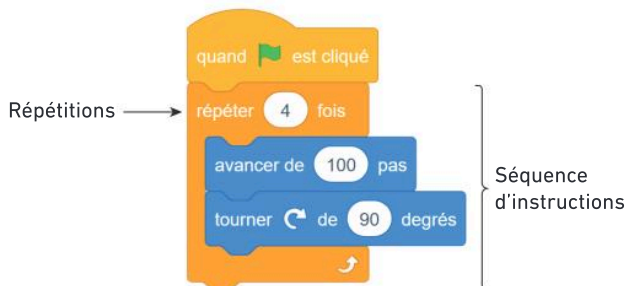 quand est cliqué
Répétitions
répéter 4 fois
avancer de 100 pas
tourner de 90 degrés
Séquence
d'instructions